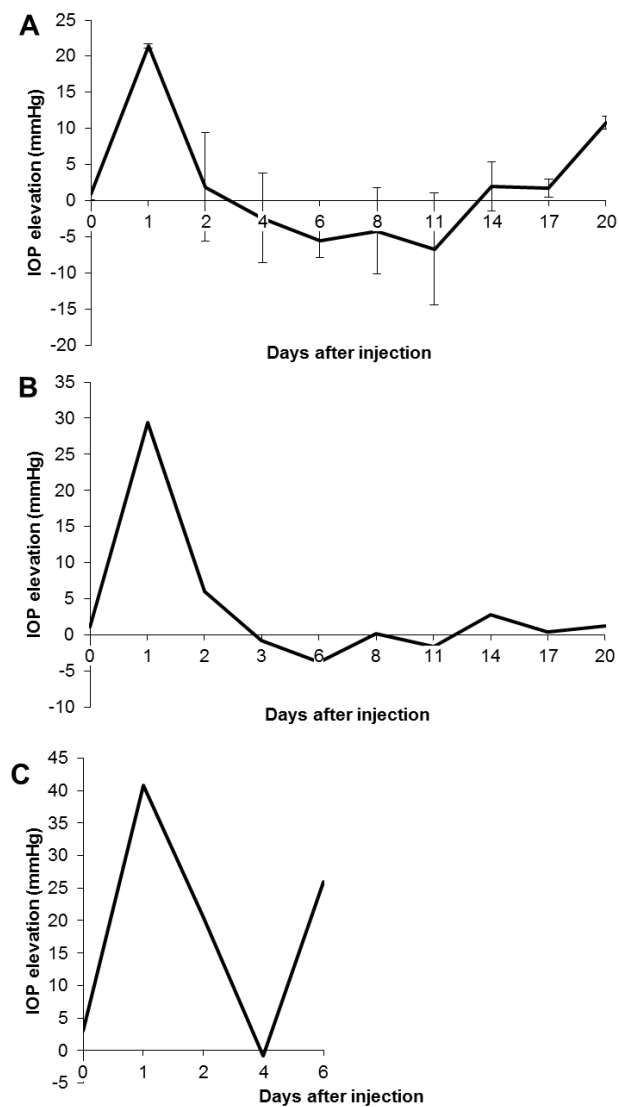 A
IOP elevation (mmHg)
25
20
15
10
5
0
-5
-10
-15
-20
0 1 2 4 6 8 11 14 17 20
Days after injection
B
IOP elevation (mmHg)
35
30
25
20
15
10
5
0
-5
-10
0 1 2 3 6 8 11 14 17 20
Days after injection
C
IOP elevation (mmHg)
45
40
35
30
25
20
15
10
5
0
-5
0 1 2 4 6
Days after injection